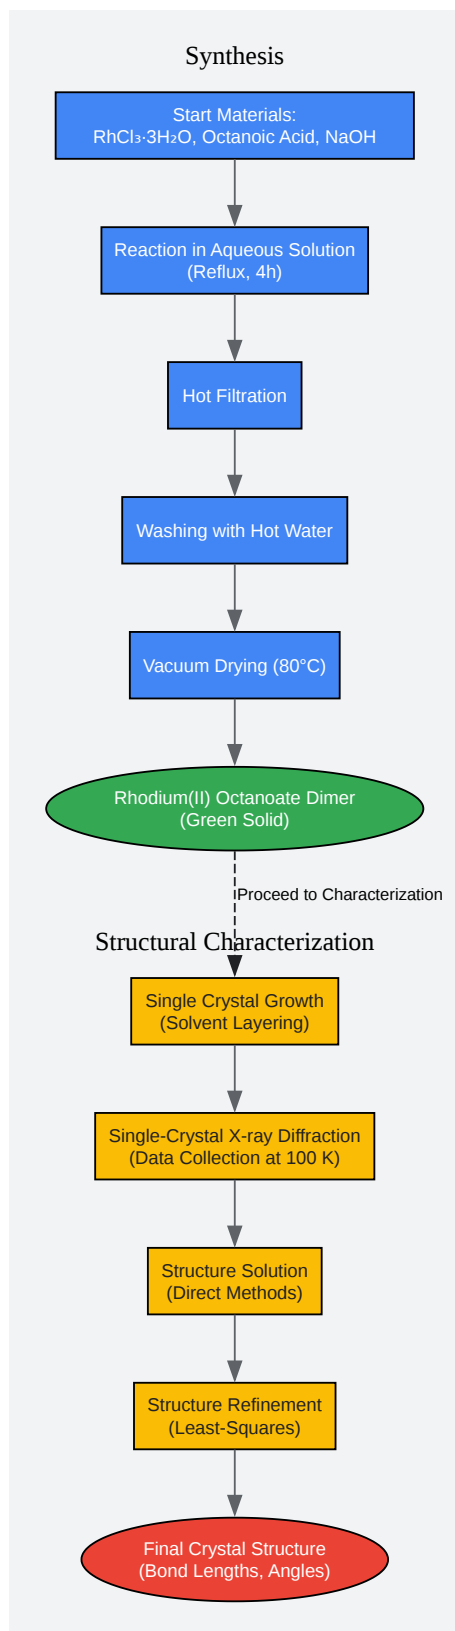 Synthesis
Start Materials:
RhCl₃·3H₂O, Octanoic Acid, NaOH
Reaction in Aqueous Solution
(Reflux, 4h)
Hot Filtration
Washing with Hot Water
Vacuum Drying (80°C)
Rhodium(II) Octanoate Dimer
(Green Solid)
Proceed to Characterization
Structural Characterization
Single Crystal Growth
(Solvent Layering)
Single-Crystal X-ray Diffraction
(Data Collection at 100 K)
Structure Solution
(Direct Methods)
Structure Refinement
(Least-Squares)
Final Crystal Structure
(Bond Lengths, Angles)